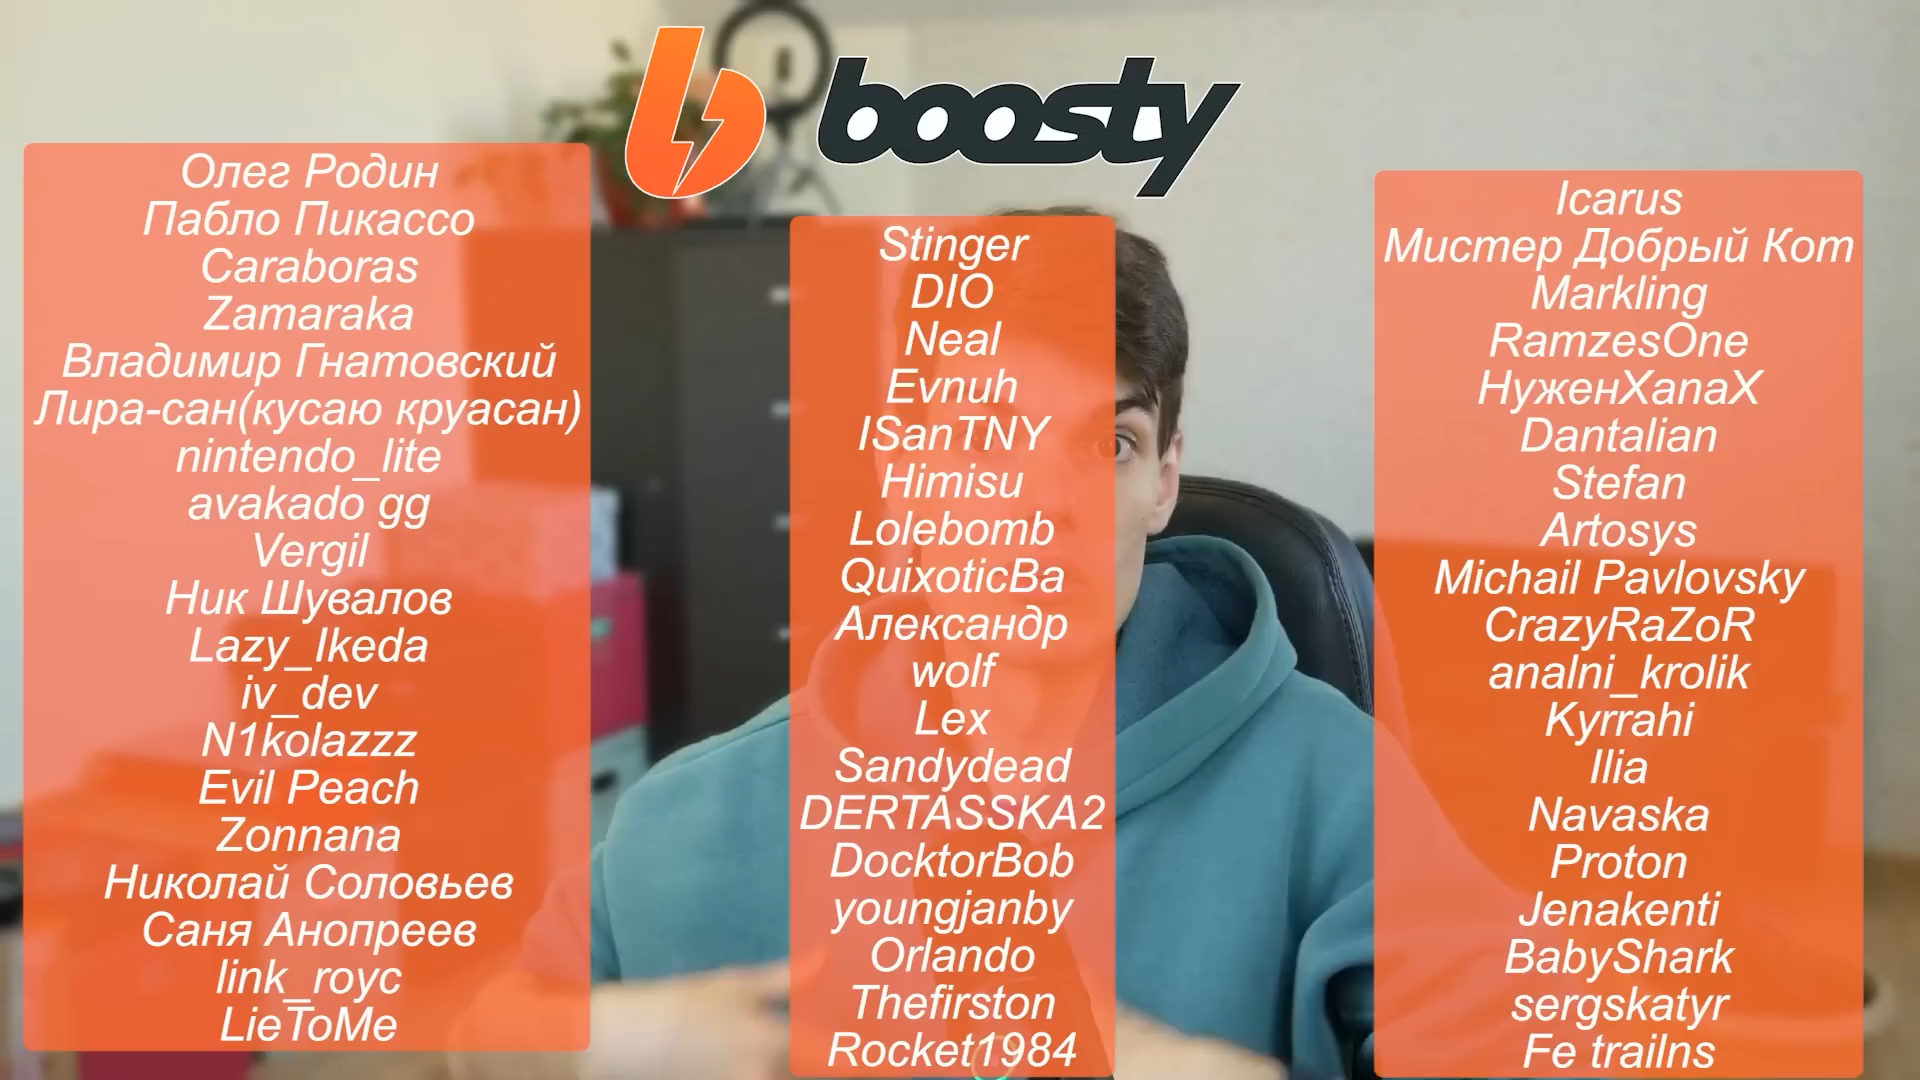 boosty
Олег Родин
Пабло Пикассо
Caraboras
Zamaraka
Владимир Гнатовский
Лира-сан(кусаю круасан)
nintendo_lite
avakado gg
Vergil
Ник Шувалов
Lazy_Ikeda
iv_dev
N1kolazzz
Evil Peach
Zonnana
Николай Соловьев
Саня Анопреев
link_royc
LieToMe
Stinger
DIO
Neal
Evnuh
ISanTNY
Himisu
Lolebomb
QuixoticBa
Александр
wolf
Lex
Sandydead
DERTASSKA2
DocktorBob
youngjanby
Orlando
Thefirston
Rocket1984
Icarus
Мистер Добрый Кот
Markling
RamzesOne
НуженXanaX
Dantalian
Stefan
Artosys
Michail Pavlovsky
CrazyRaZoR
analni_krolik
Kyrrahi
Ilia
Navaska
Proton
Jenakenti
BabyShark
sergskatyr
Fe trailns